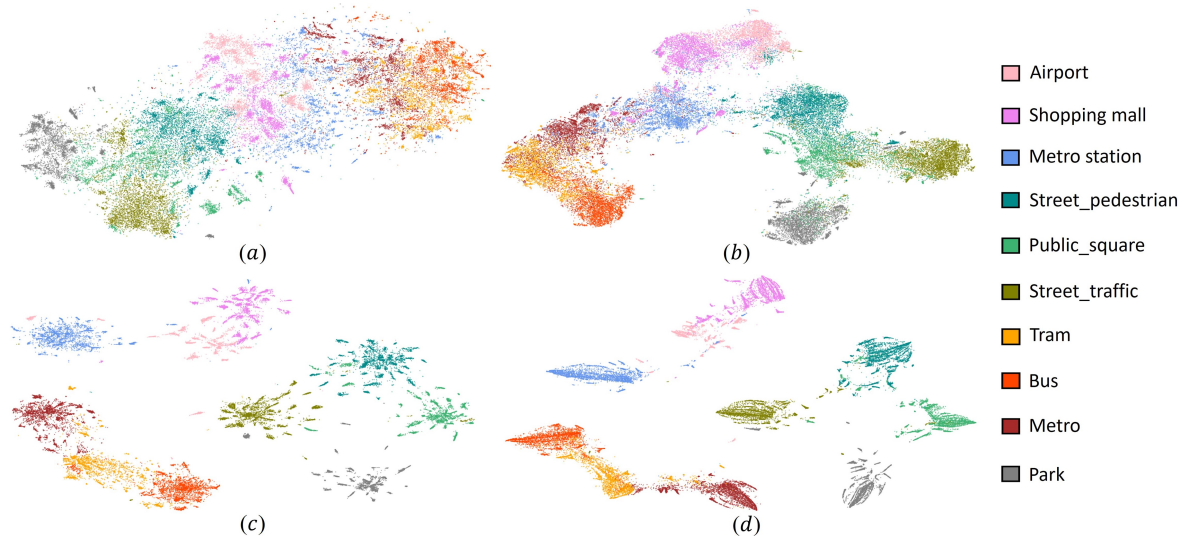 (a)
(b)
(c)
(d)
Airport
Shopping mall
Metro station
Street_pedestrian
Public_square
Street_traffic
Tram
Bus
Metro
Park